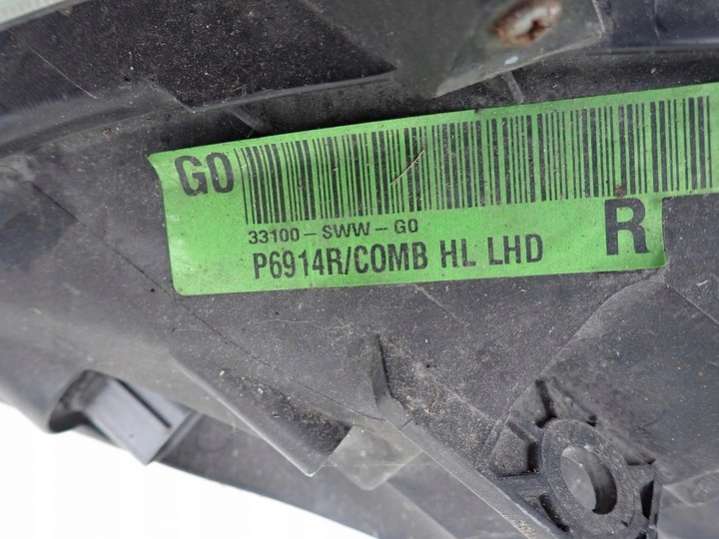 G0
33100-SWW-G0
P6914R/COMB HL LHD
R